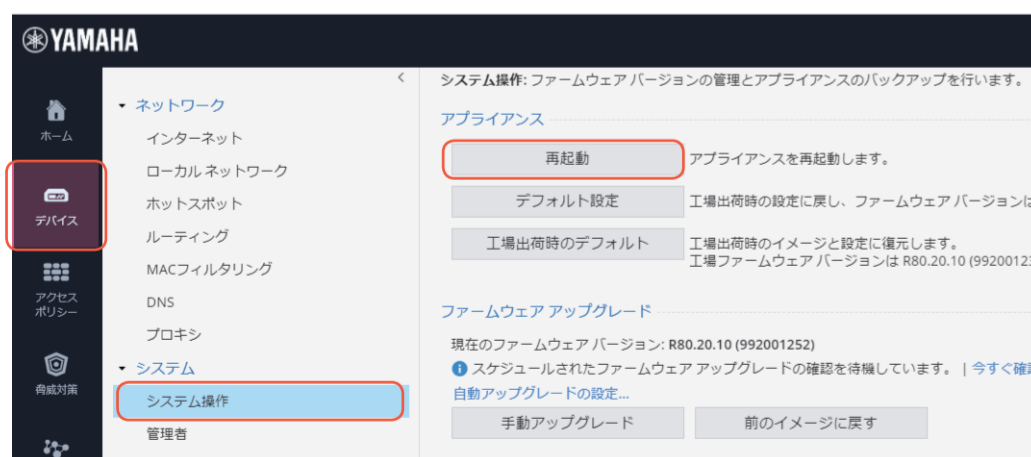 YAMAHA
ホーム
デバイス
アクセス
ポリシー
脅威対策
ネットワーク
インターネット
ローカル ネットワーク
ホットスポット
ルーティング
MACフィルタリング
DNS
プロキシ
システム
システム操作
管理者
システム操作: ファームウェア バージョンの管理とアプライアンスのバックアップを行います。
アプライアンス
再起動 アプライアンスを再起動します。
デフォルト設定 工場出荷時の設定に戻し、ファームウェア バージョンは
工場出荷時のデフォルト 工場出荷時のイメージと設定に復元します。
工場ファームウェア バージョンは R80.20.10 (9920012
ファームウェア アップグレード
現在のファームウェア バージョン: R80.20.10 (992001252)
スケジュールされたファームウェア アップグレードの確認を待機しています。 | 今すぐ確
自動アップグレードの設定...
手動アップグレード 前のイメージに戻す